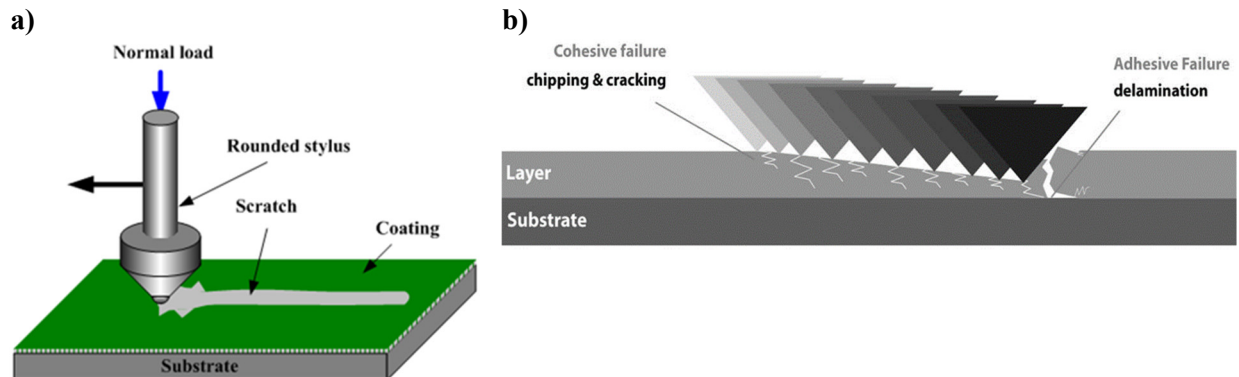 a)
Normal load
Rounded stylus
Scratch
Coating
Substrate
b)
Cohesive failure
chipping & cracking
Adhesive Failure
delamination
Layer
Substrate